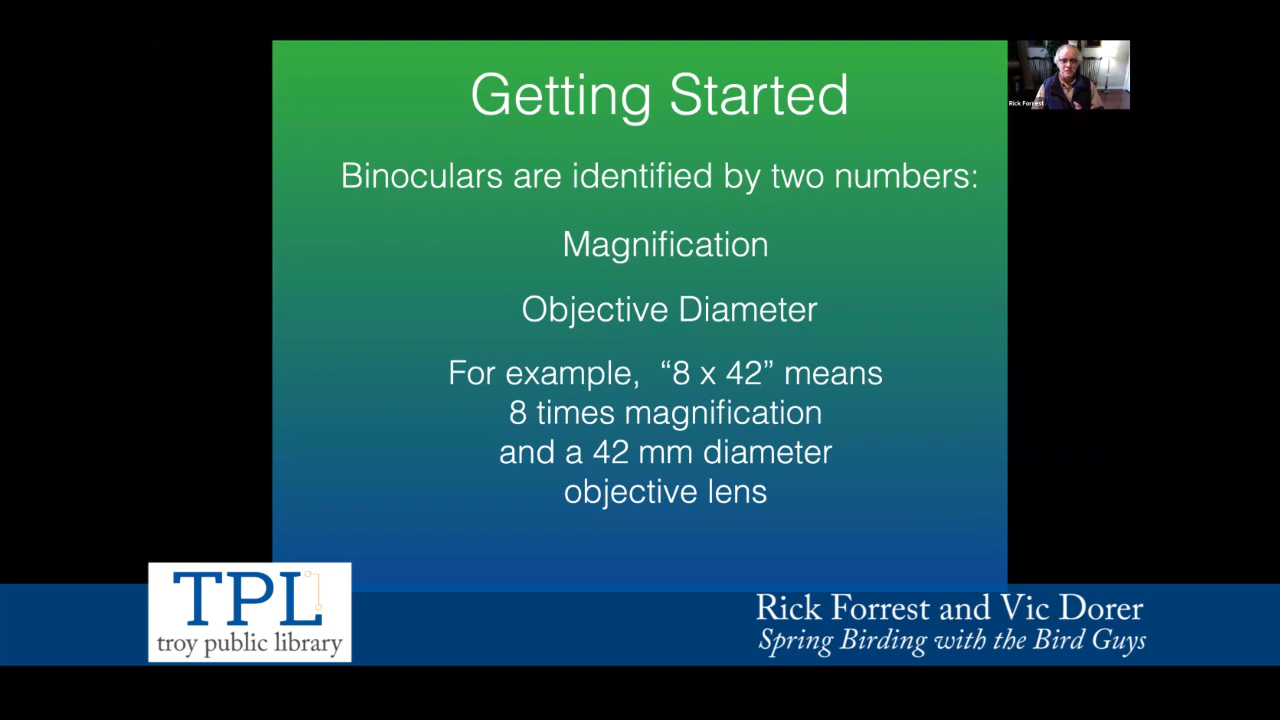 Getting Started
Binoculars are identified by two numbers:
Magnification
Objective Diameter
For example,  “8 x 42” means
8 times magnification
and a 42 mm diameter
objective lens
Rick Forrest
TPL
troy public library
Rick Forrest and Vic Dorer
Spring Birding with the Bird Guys